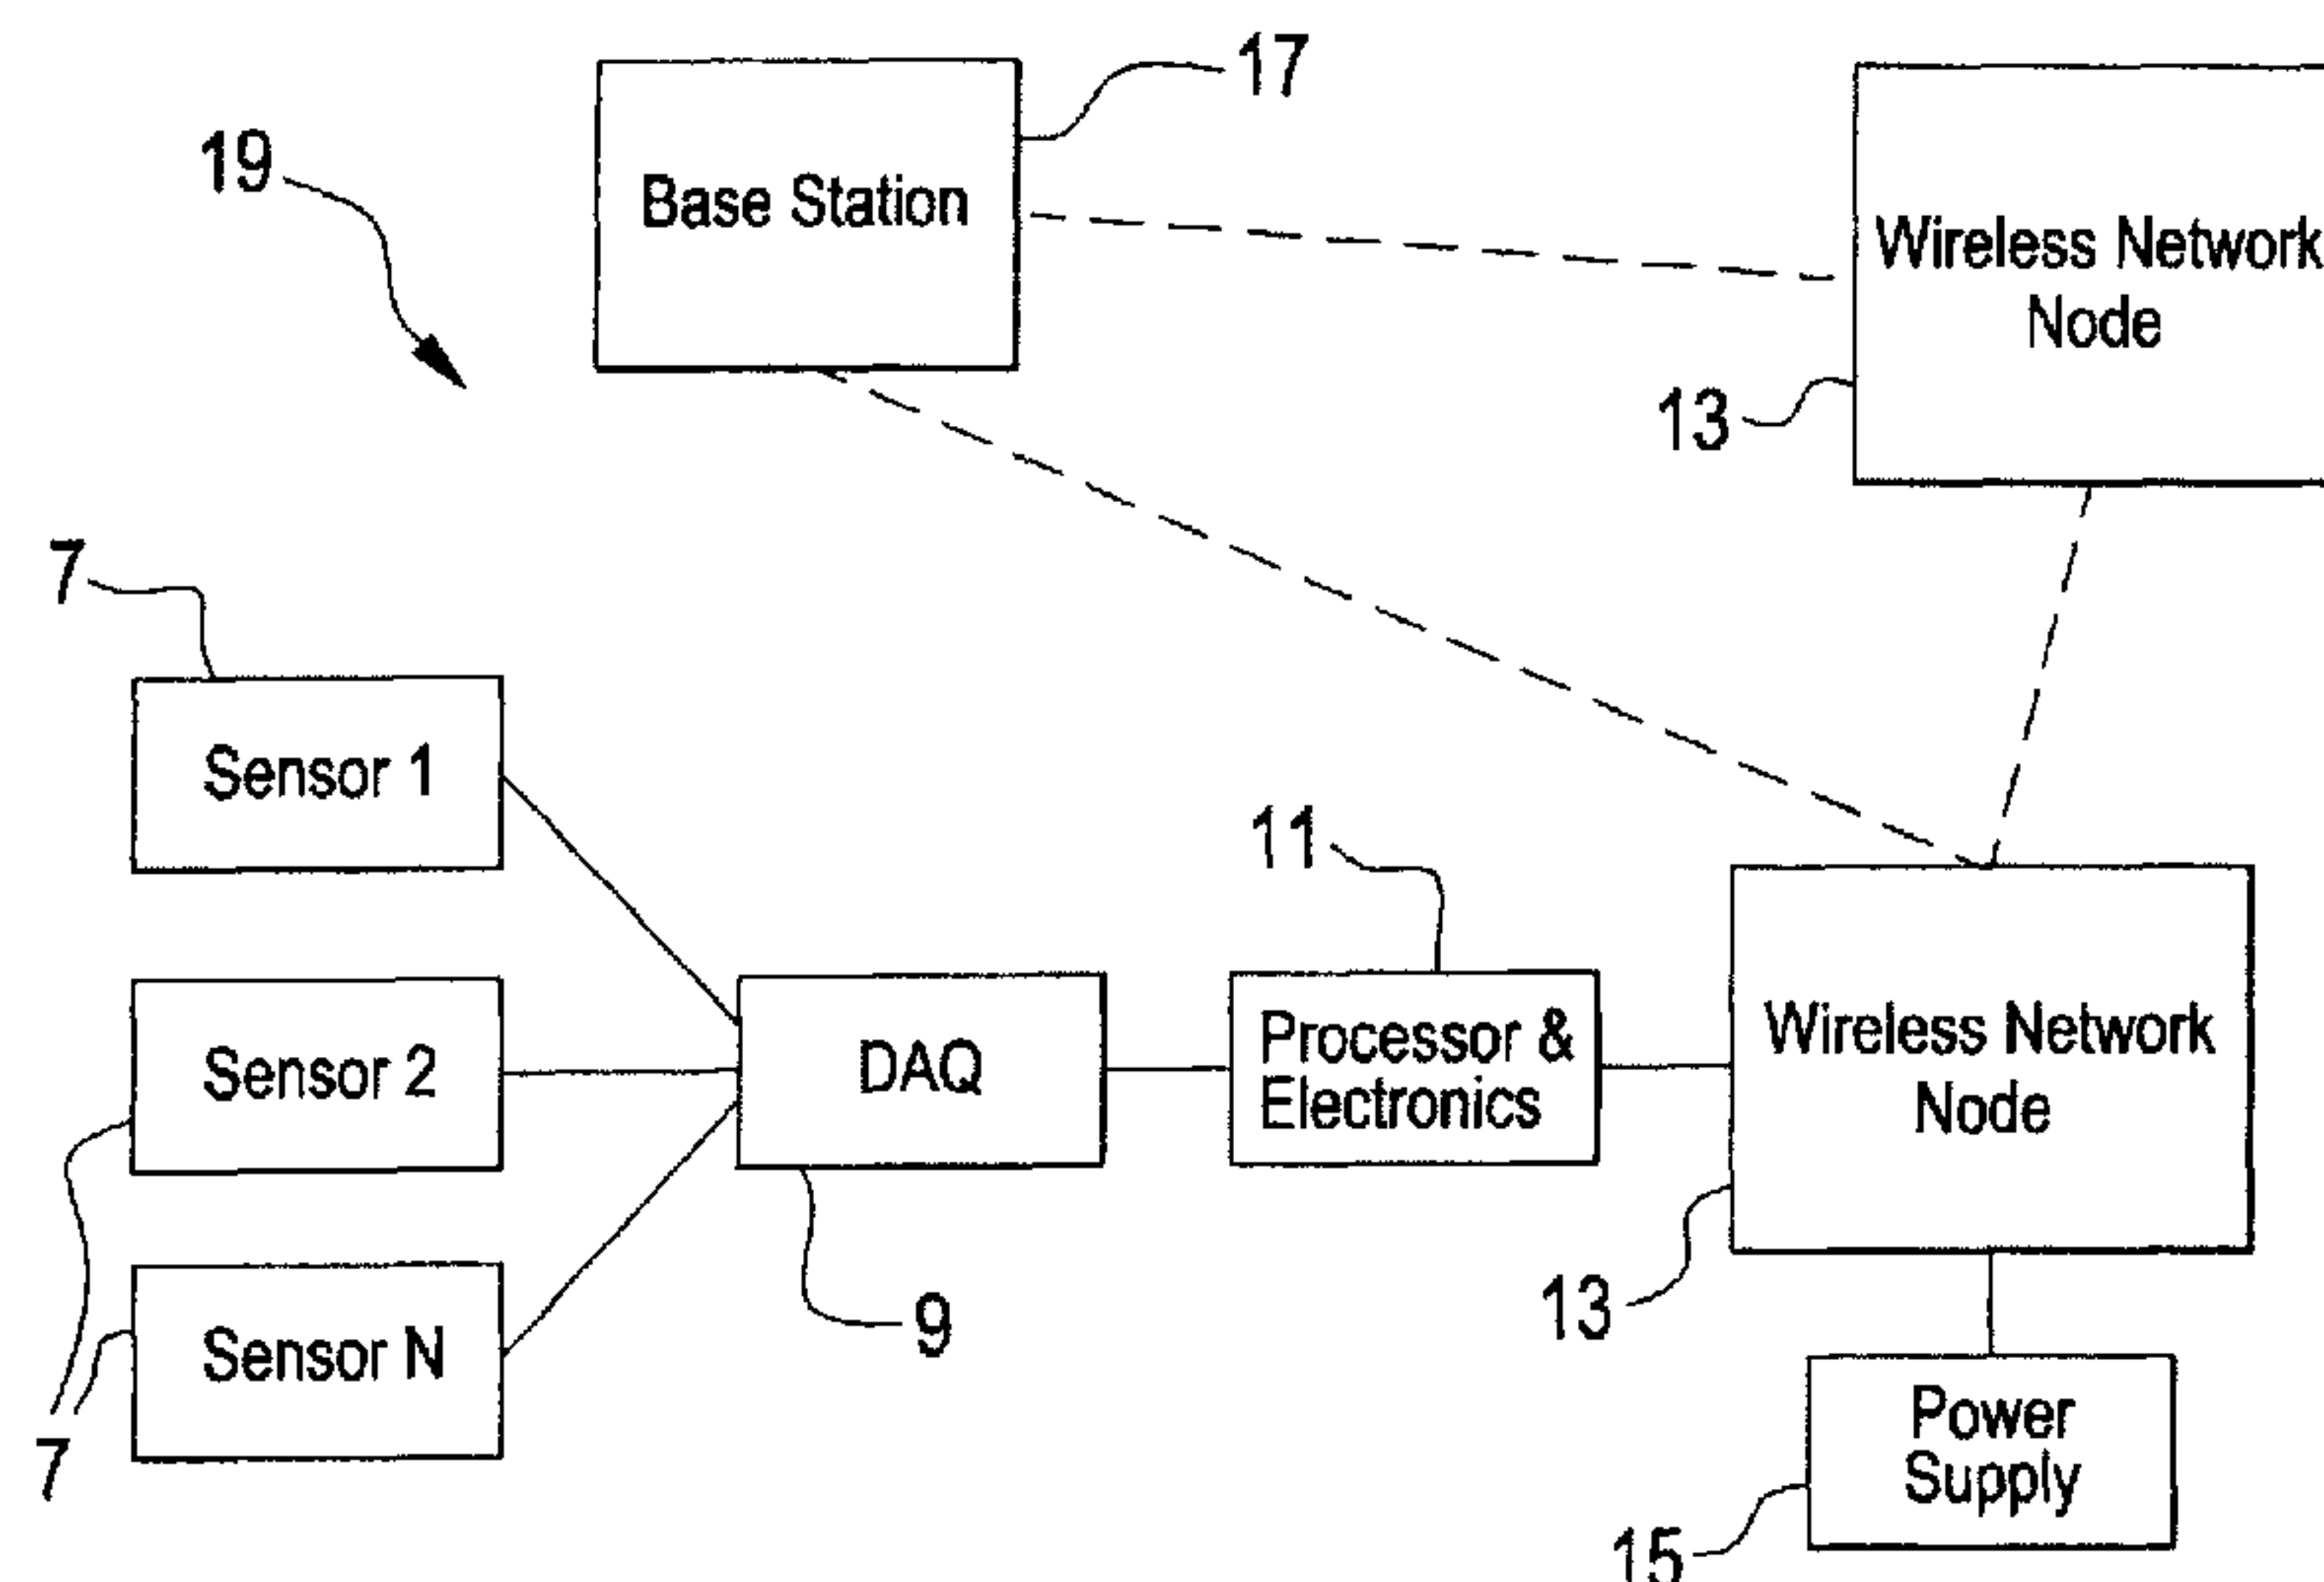 17
19
Base Station
Wireless Network
Node
13
7
Sensor 1
11
Sensor 2
DAQ
Processor &
Electronics
Wireless Network
Node
Sensor N
9
13
7
Power
Supply
15